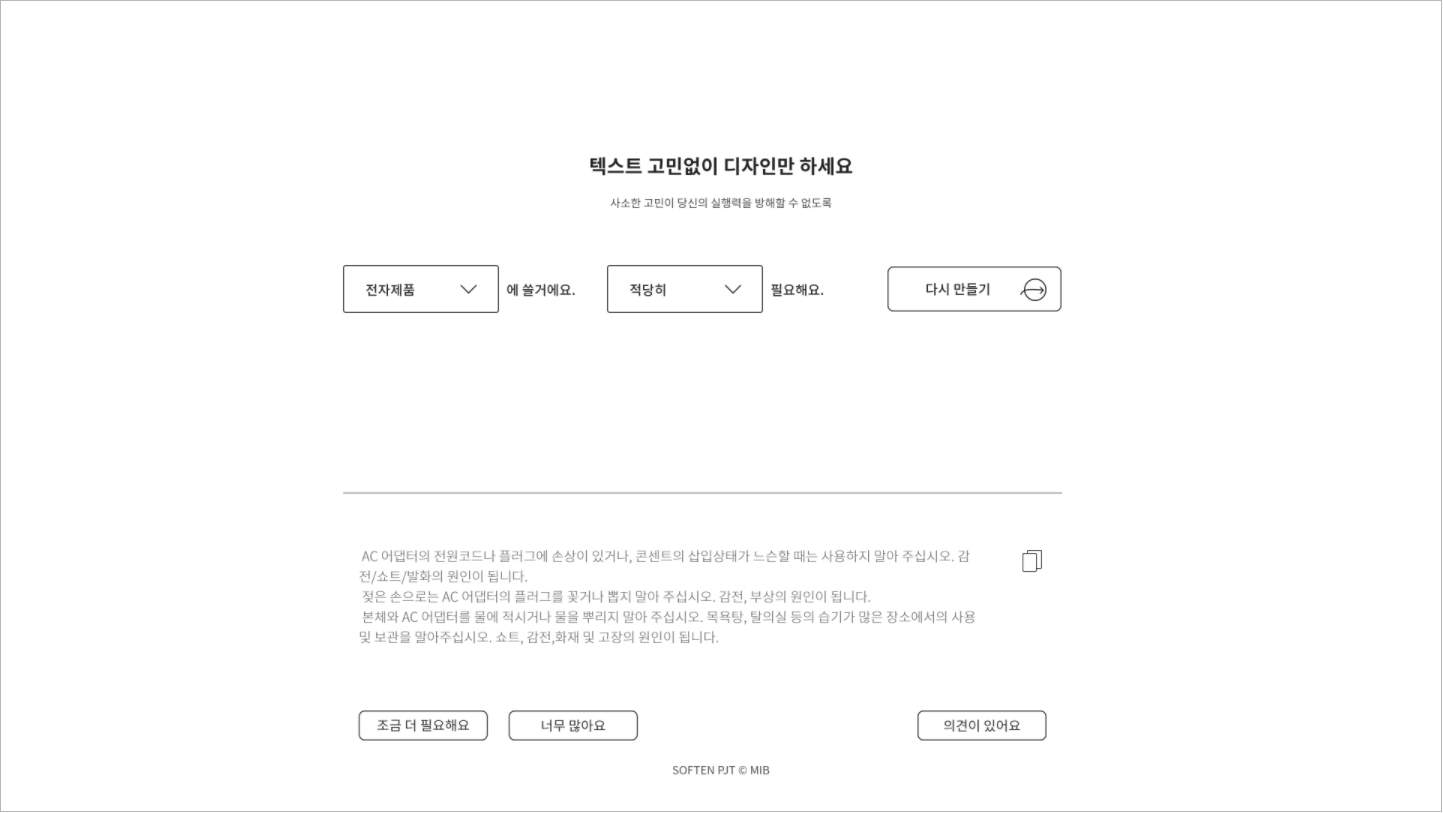 텍스트 고민없이 디자인만 하세요
사소한 고민이 당신의 실행력을 방해할 수 없도록
전자제품 에 쓸거에요. 적당히 필요해요. 다시 만들기
AC 어댑터의 전원코드나 플러그에 손상이 있거나, 콘센트의 삽입상태가 느슨할 때는 사용하지 말아 주십시오. 감
전/쇼트/발화의 원인이 됩니다.
젖은 손으로는 AC 어댑터의 플러그를 꽂거나 뽑지 말아 주십시오. 감전, 부상의 원인이 됩니다.
본체와 AC 어댑터를 물에 적시거나 물을 뿌리지 말아 주십시오. 목욕탕, 탈의실 등의 습기가 많은 장소에서의 사용
및 보관을 말아주십시오. 쇼트, 감전,화재 및 고장의 원인이 됩니다.
조금 더 필요해요 너무 많아요 의견이 있어요
SOFTEN PJT © MIB